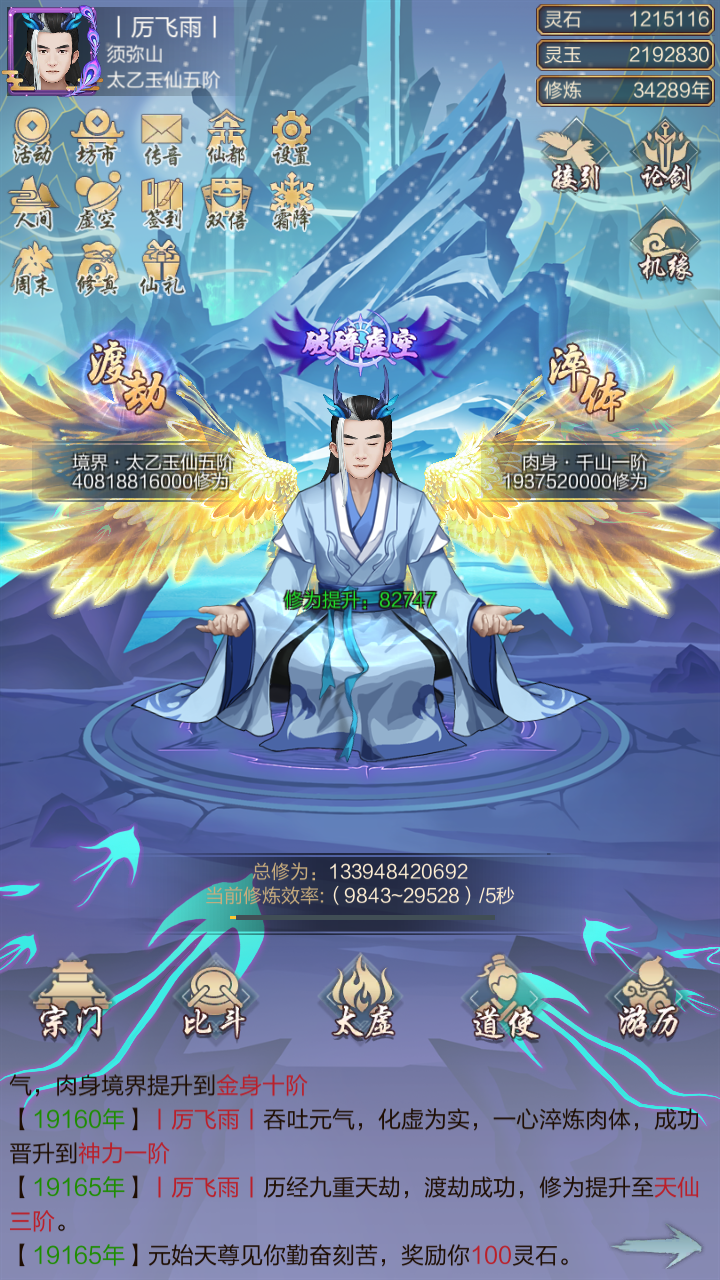 丨厉飞雨丨
须弥山
太乙玉仙五阶
灵石 1215116
灵玉 2192830
修炼 34289年
活动 坊市 传音 仙都 设置
人间 虚空 签到 双倍 霜降
周末 修真 仙礼
接引 论剑
机缘
渡劫 破碎虚空 淬体
境界·太乙玉仙五阶
40818816000修为
肉身·千山一阶
1937520000修为
修为提升：82747
总修为：133948420692
当前修炼效率:（9843~29528）/5秒
宗门 比斗 太虚 道使 游历
气，肉身境界提升到金身十阶
【19160年】丨厉飞雨丨吞吐元气，化虚为实，一心淬炼肉体，成功
晋升到神力一阶
【19165年】丨厉飞雨丨历经九重天劫，渡劫成功，修为提升至天仙
三阶。
【19165年】元始天尊见你勤奋刻苦，奖励你100灵石。